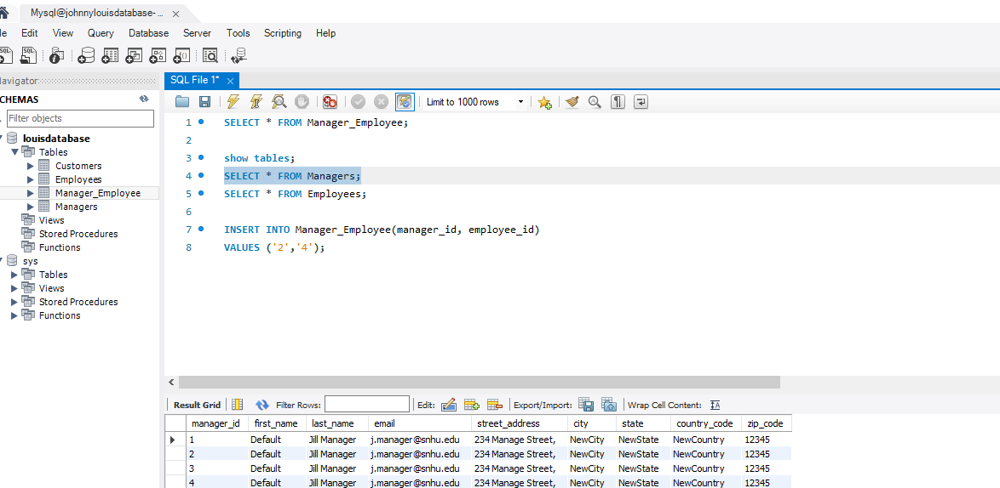 Mysql@johnnylouisdatabase-...
Edit View Query Database Server Tools Scripting Help
Navigator
SCHEMAS
Filter objects
louisdatabase
Tables
Customers
Employees
Manager_Employee
Managers
Views
Stored Procedures
Functions
sys
Tables
Views
Stored Procedures
Functions
SQL File 1*
Limit to 1000 rows
1 SELECT * FROM Manager_Employee;
2
3 show tables;
4 SELECT * FROM Managers;
5 SELECT * FROM Employees;
6
7 INSERT INTO Manager_Employee(manager_id, employee_id)
8 VALUES ('2','4');
Result Grid Filter Rows: Edit: Export/Import: Wrap Cell Content:
manager_id first_name last_name email street_address city state country_code zip_code
1 Default Jill Manager j.manager@snhu.edu 234 Manage Street, NewCity NewState NewCountry 12345
2 Default Jill Manager j.manager@snhu.edu 234 Manage Street, NewCity NewState NewCountry 12345
3 Default Jill Manager j.manager@snhu.edu 234 Manage Street, NewCity NewState NewCountry 12345
4 Default Jill Manager j.manager@snhu.edu 234 Manage Street, NewCity NewState NewCountry 12345